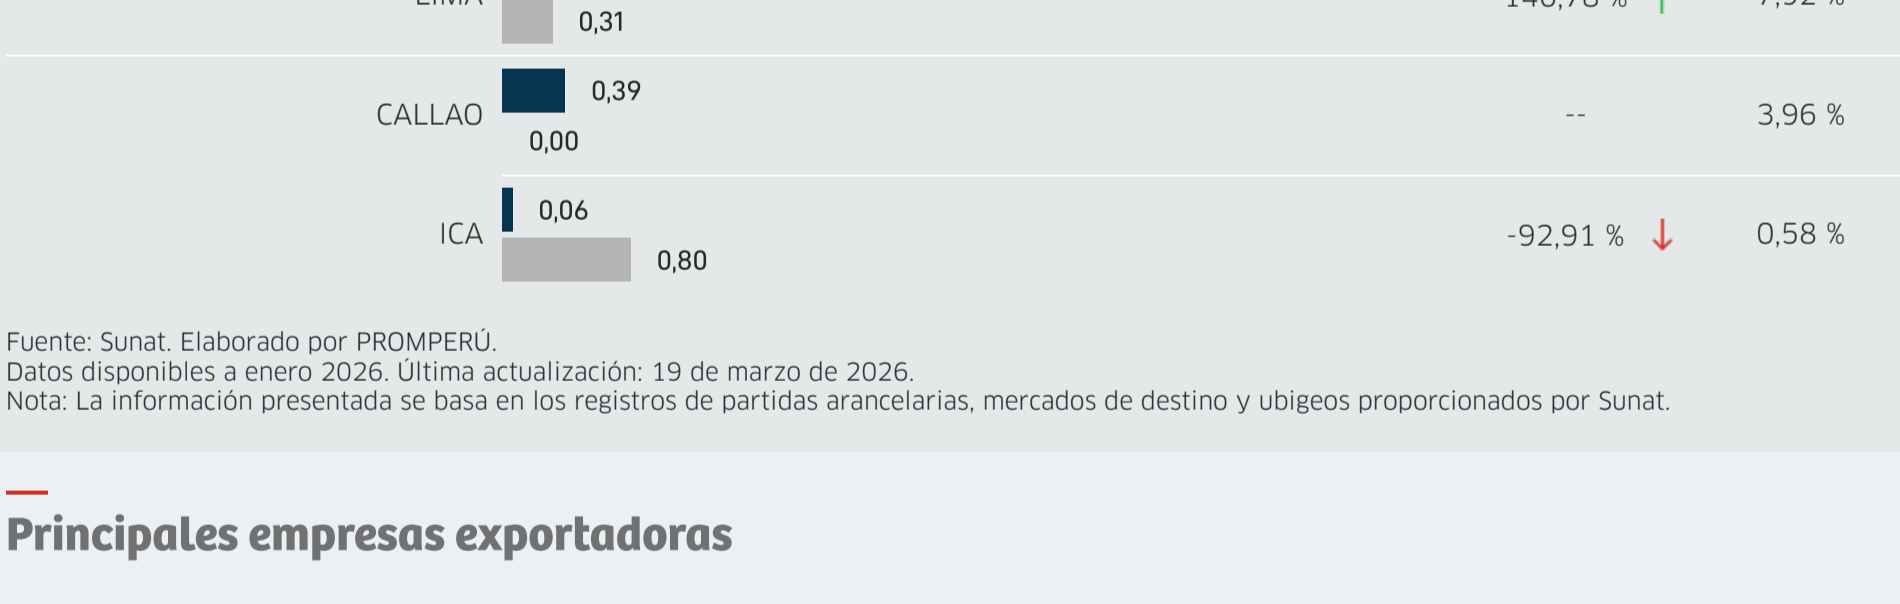 0,31
0,39
CALLAO -- 3,96 %
0,00
0,06
ICA -92,91 % 0,58 %
0,80
Fuente: Sunat. Elaborado por PROMPERÚ.
Datos disponibles a enero 2026. Última actualización: 19 de marzo de 2026.
Nota: La información presentada se basa en los registros de partidas arancelarias, mercados de destino y ubigeos proporcionados por Sunat.
Principales empresas exportadoras